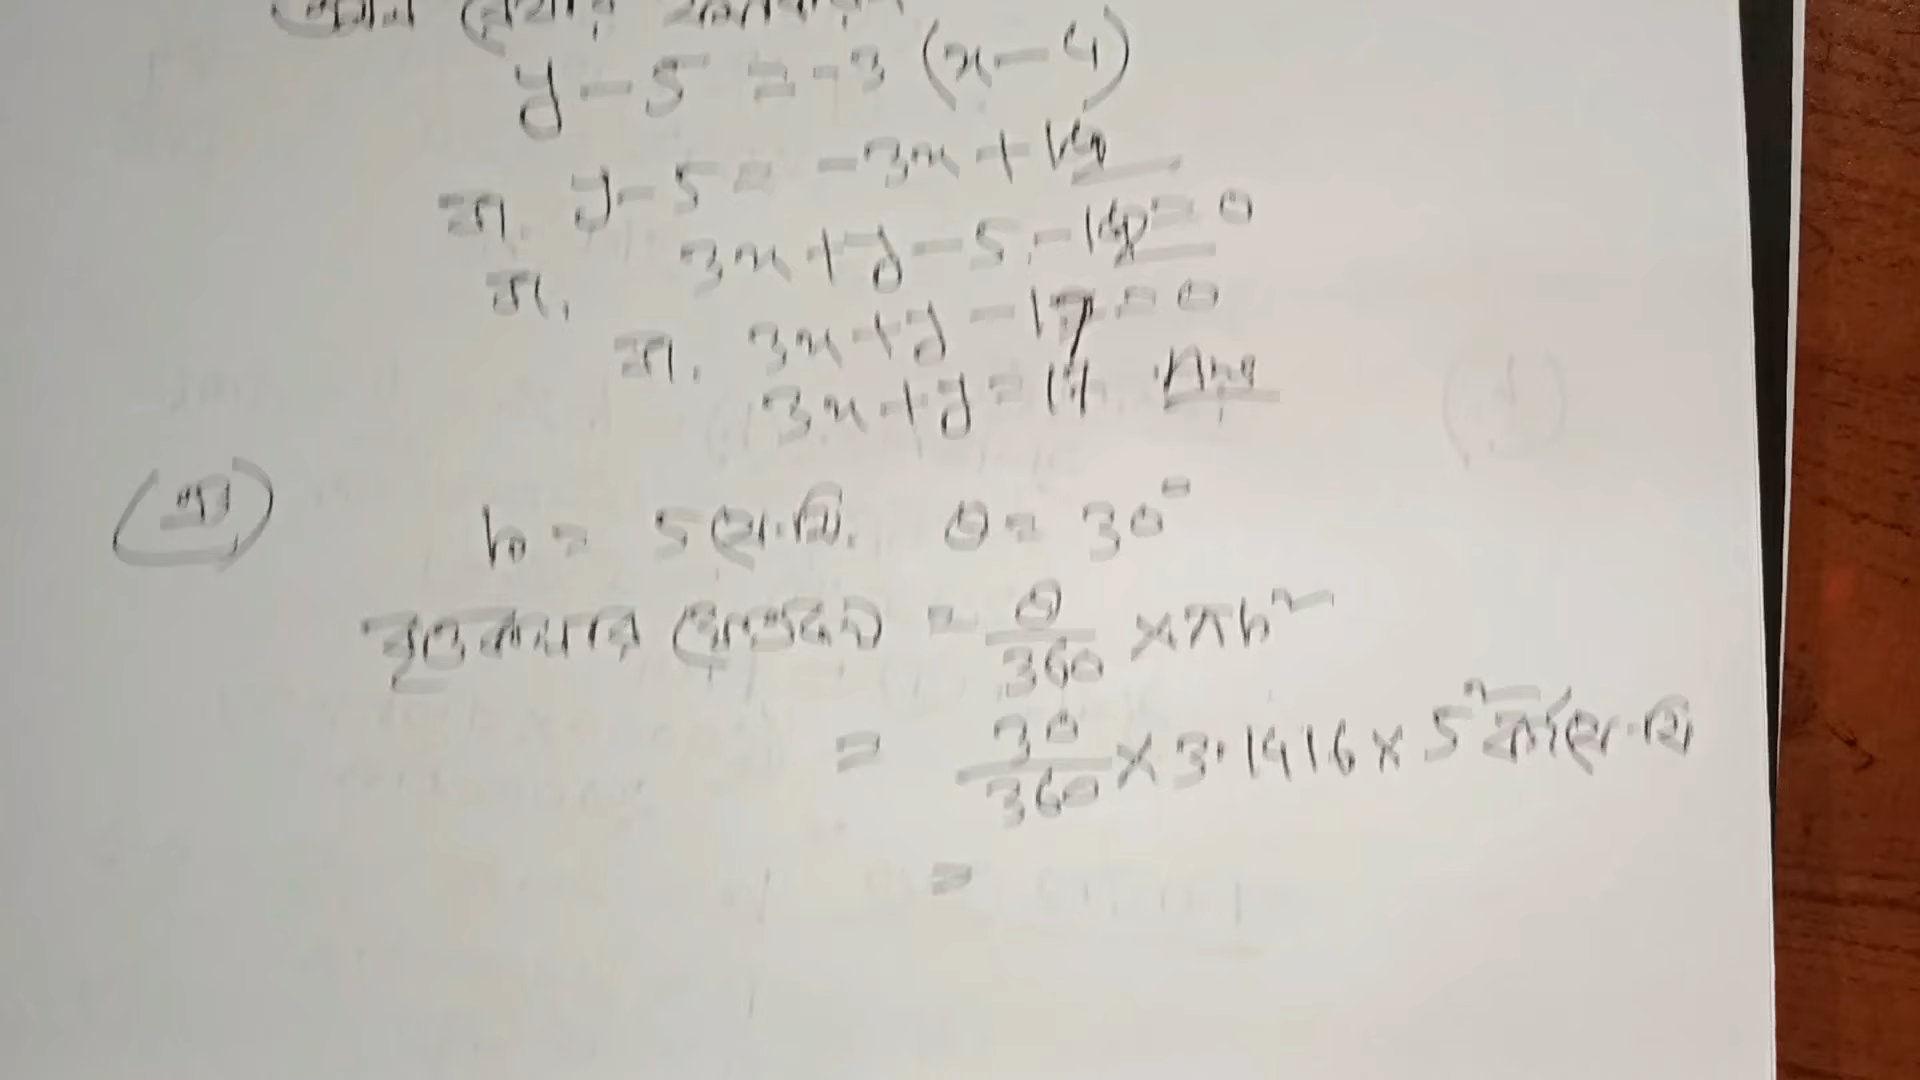 y - 5 = -3 (x - 4)
বা, y - 5 = -3x + 12
বা, 3x + y - 5 - 12 = 0
বা, 3x + y - 17 = 0
3x + y = 17 Ans
r = 5 সে.মি. θ = 30°
বৃত্তকলার ক্ষেত্রফল = θ/360 × πr²
= 30/360 × 3.1416 × 5² বর্গ সে.মি
=